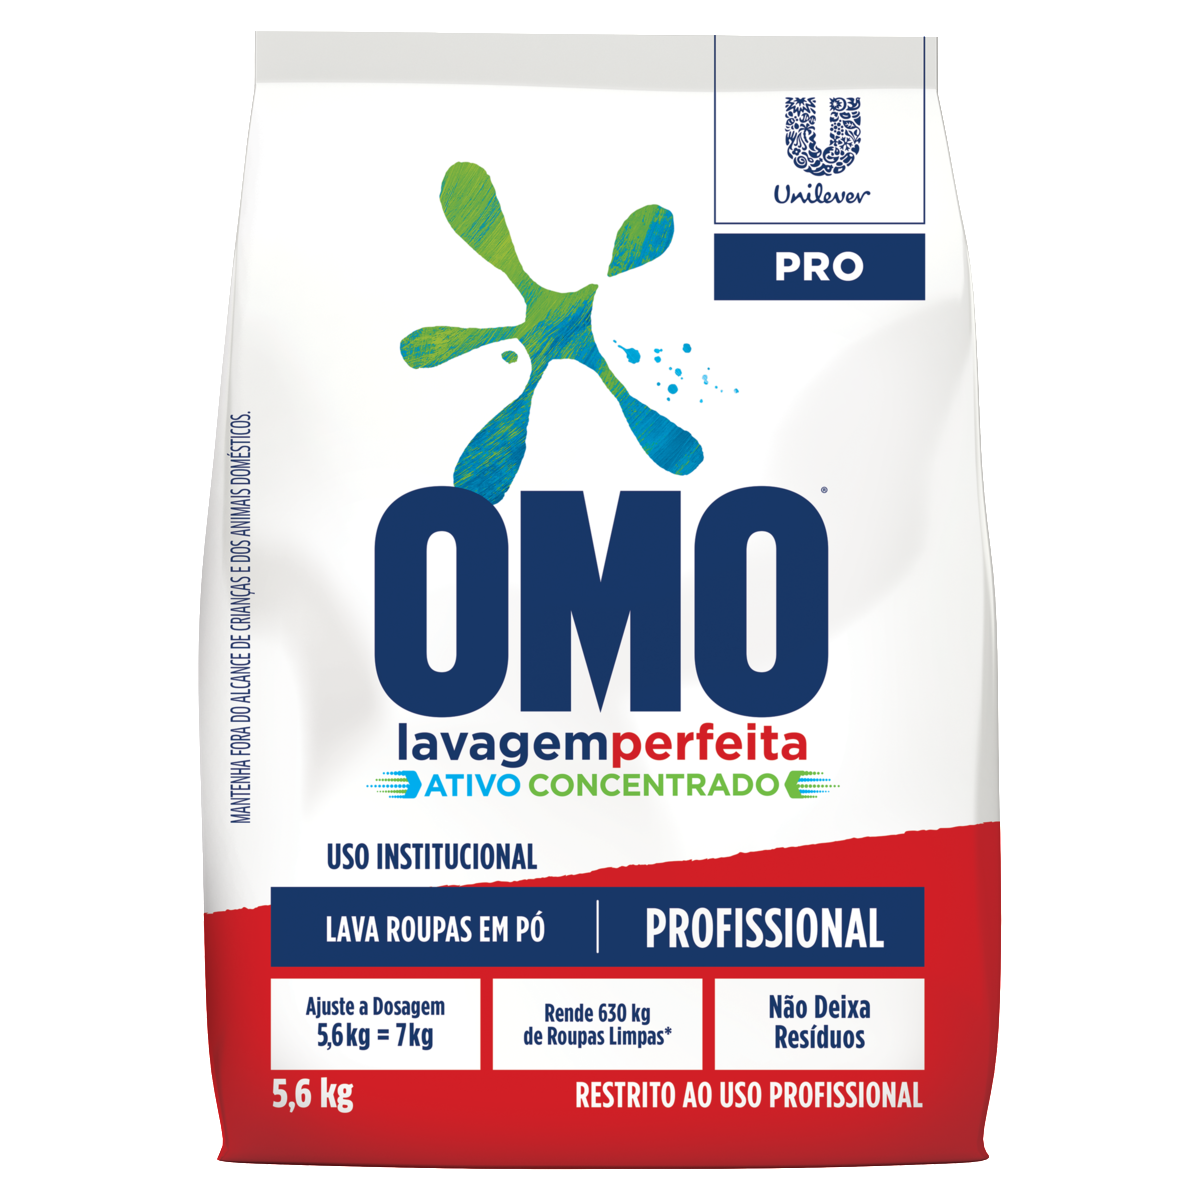 Unilever
PRO
OMO®
lavagemperfeita
ATIVO CONCENTRADO
MANTENHA FORA DO ALCANCE DE CRIANÇAS E DOS ANIMAIS DOMÉSTICOS.
USO INSTITUCIONAL
LAVA ROUPAS EM PÓ | PROFISSIONAL
Ajuste a Dosagem
5,6kg = 7kg
Rende 630 kg
de Roupas Limpas*
Não Deixa
Resíduos
5,6 kg
RESTRITO AO USO PROFISSIONAL